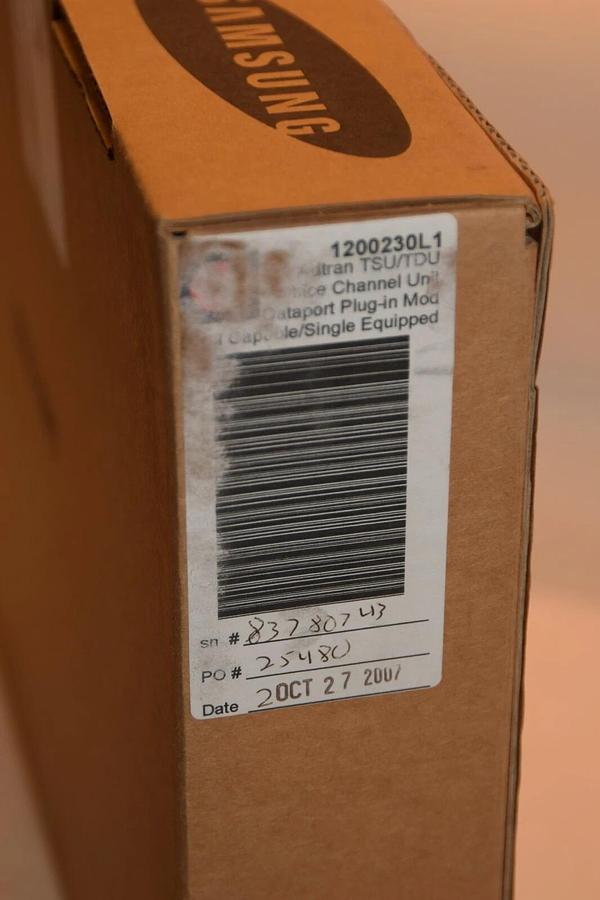 SAMSUNG
1200230L1
Adtran TSU/TDU
Channel Unit
Dataport Plug-in Mod
Capable/Single Equipped
sn # 83780743
PO # 25480
Date 2OCT 27 2007